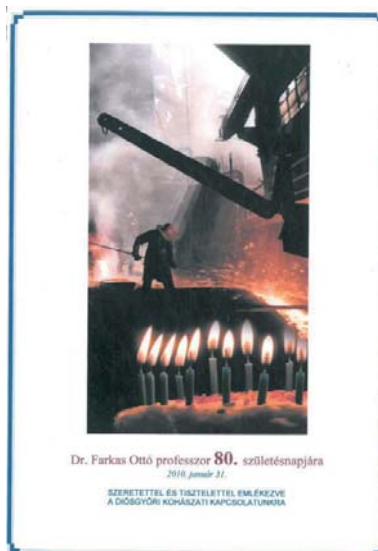 Dr. Farkas Ottó professzor 80. születésnapjára
2010. január 31.
SZERETETTEL ÉS TISZTELETTEL EMLÉKEZVE
A DIÓSGYŐRI KOHÁSZATI KAPCSOLATUNKRA